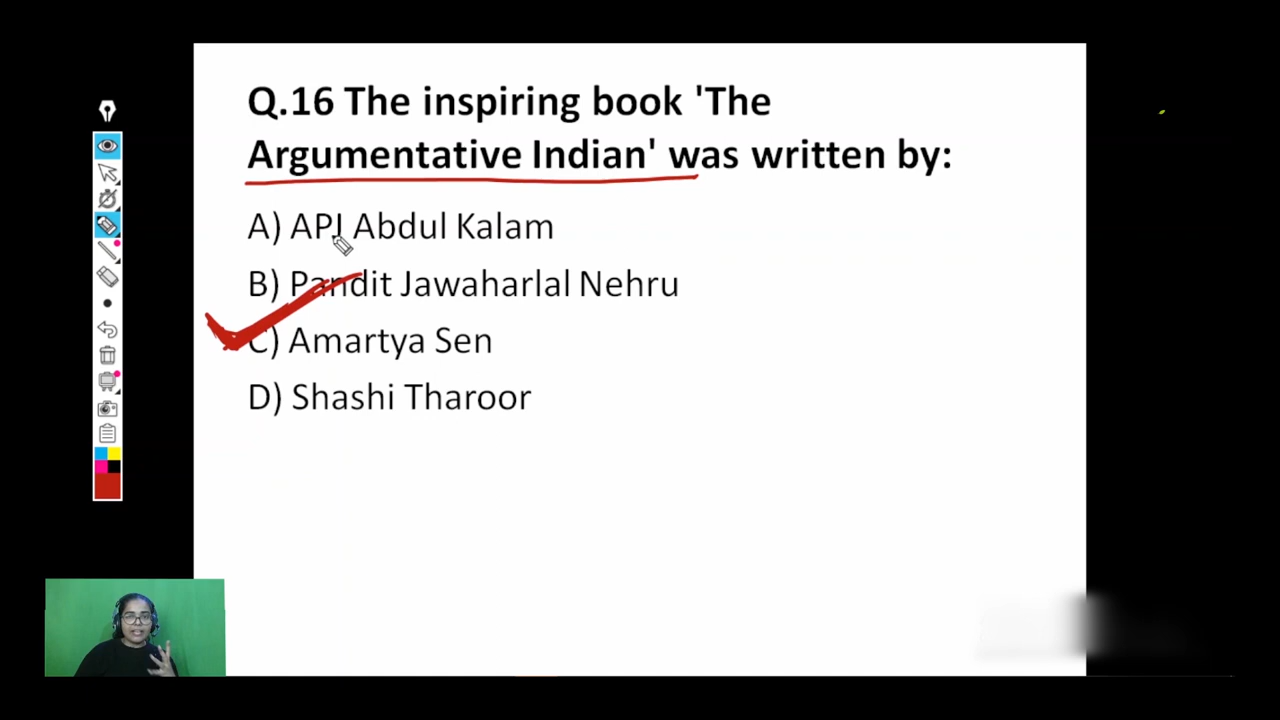 Q.16 The inspiring book 'The
Argumentative Indian' was written by:
A) APJ Abdul Kalam
B) Pandit Jawaharlal Nehru
C) Amartya Sen
D) Shashi Tharoor